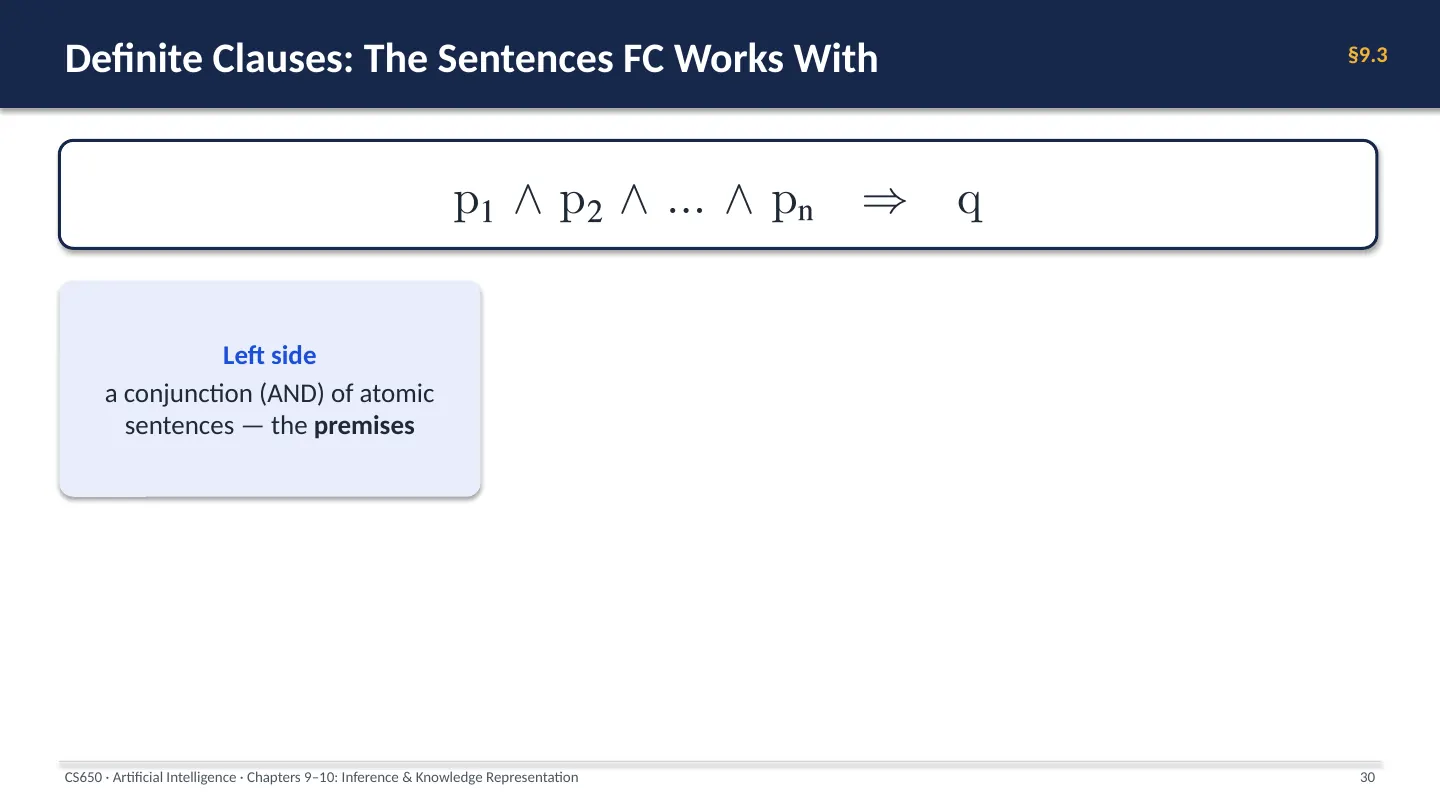 Definite Clauses: The Sentences FC Works With
§9.3
p₁ ∧ p₂ ∧ ... ∧ pₙ ⇒ q
Left side
a conjunction (AND) of atomic
sentences — the premises
CS650 · Artificial Intelligence · Chapters 9–10: Inference & Knowledge Representation
30